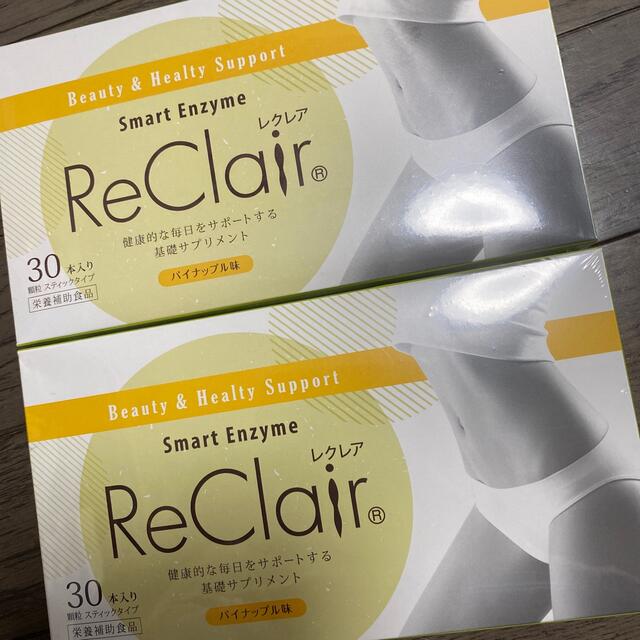 Beauty & Healty Support
Smart Enzyme
レクレア
ReClair®
健康的な毎日をサポートする
基礎サプリメント
パイナップル味
30本入り
顆粒 スティックタイプ
栄養補助食品
Beauty & Healty Support
Smart Enzyme
レクレア
ReClair®
健康的な毎日をサポートする
基礎サプリメント
パイナップル味
30本入り
顆粒 スティックタイプ
栄養補助食品